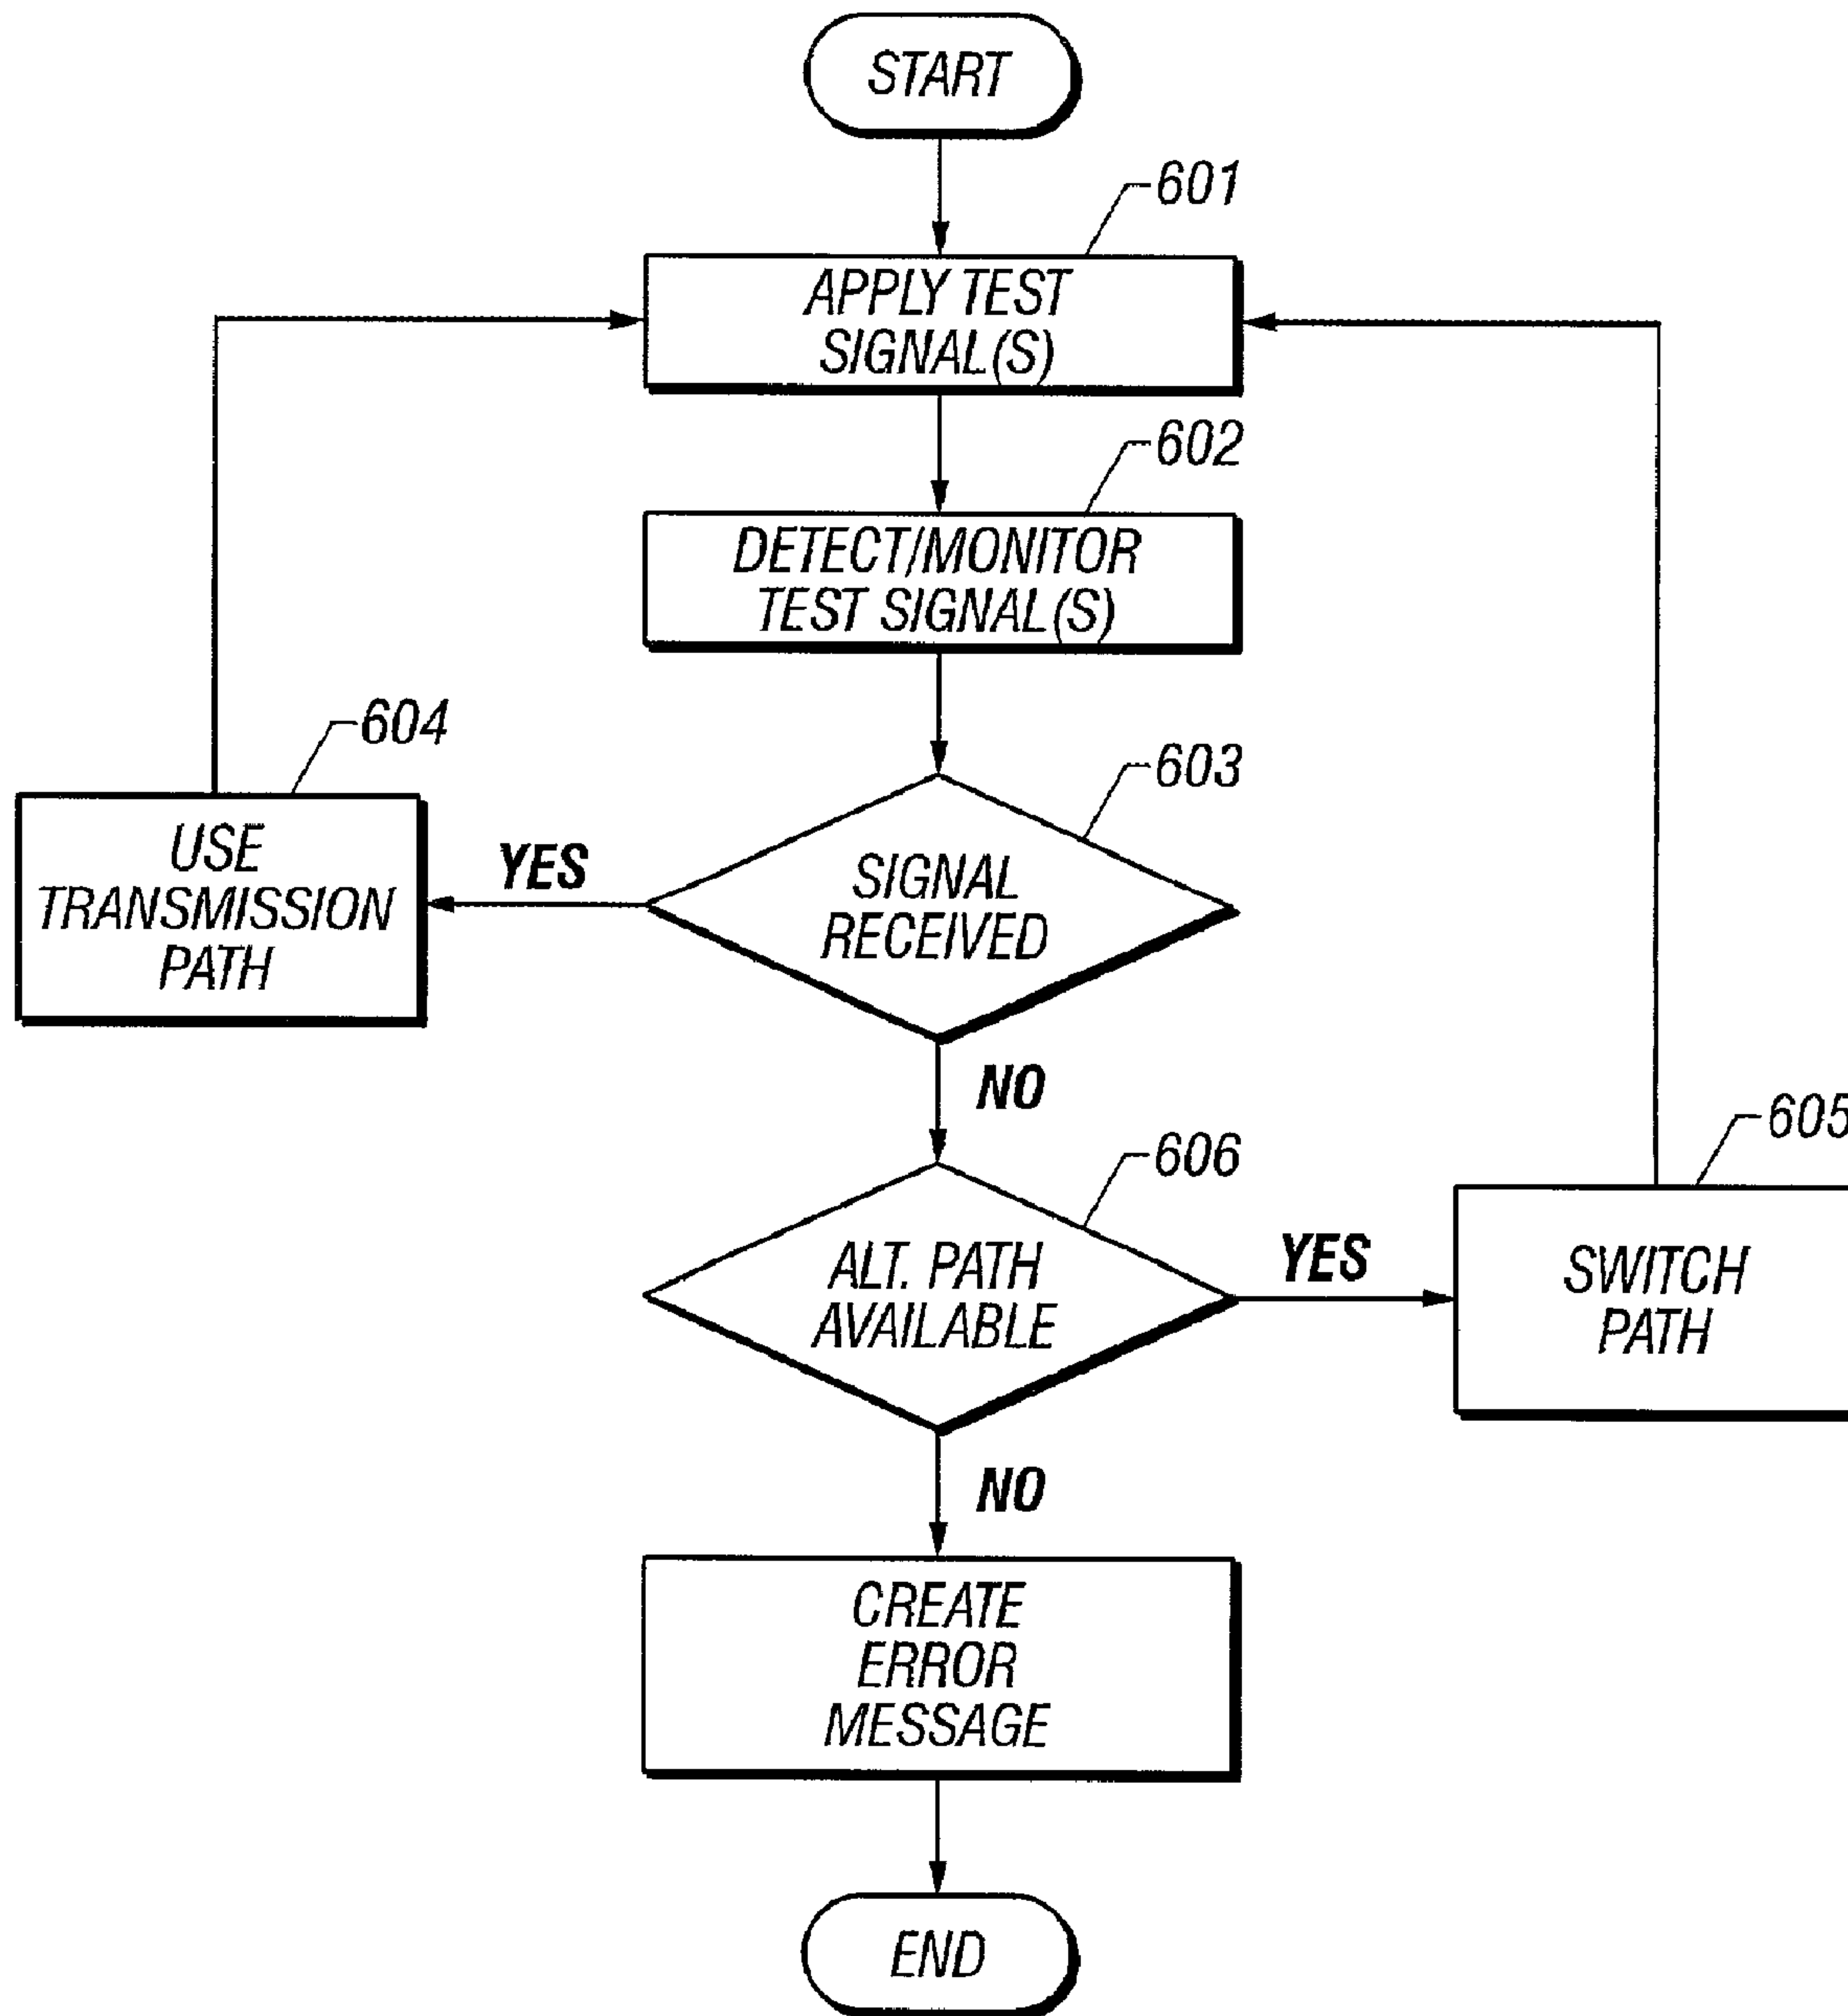 START
601
APPLY TEST
SIGNAL(S)
602
DETECT/MONITOR
TEST SIGNAL(S)
604
603
USE
TRANSMISSION
PATH
YES
SIGNAL
RECEIVED
NO
605
606
ALT. PATH
AVAILABLE
YES
SWITCH
PATH
NO
CREATE
ERROR
MESSAGE
END